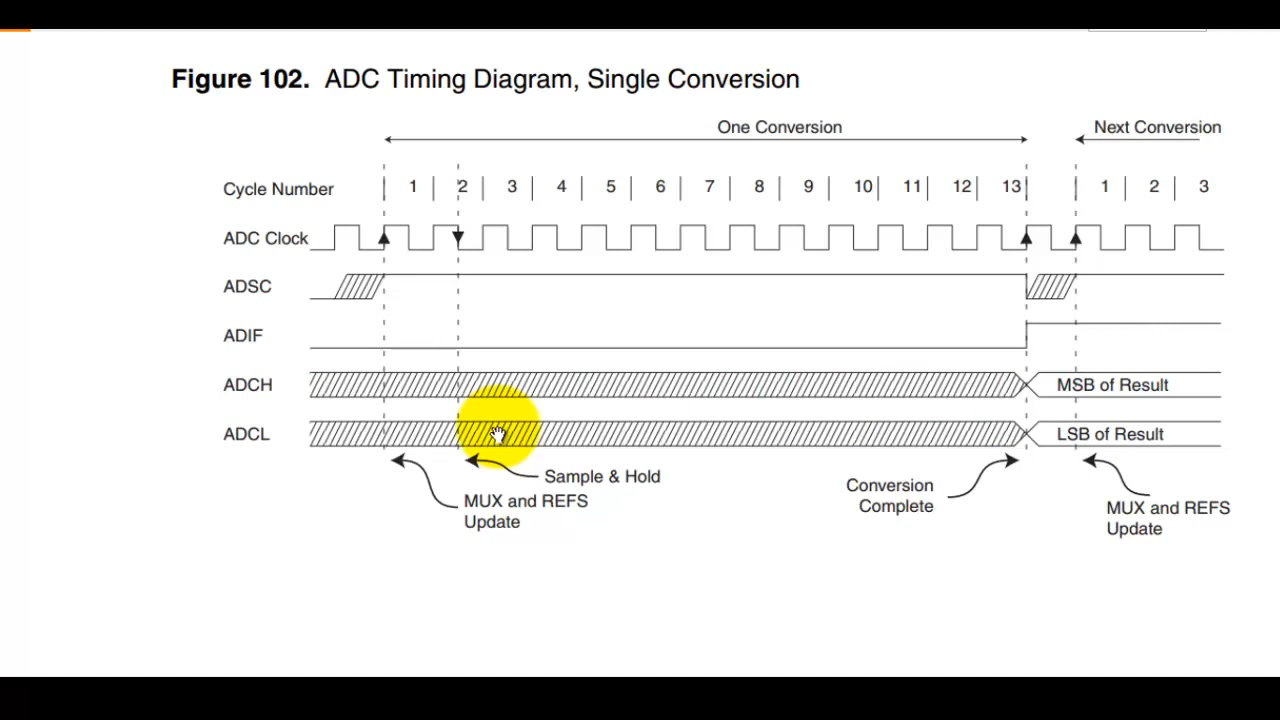 Figure 102. ADC Timing Diagram, Single Conversion
One Conversion
Next Conversion
Cycle Number 1 2 3 4 5 6 7 8 9 10 11 12 13 1 2 3
ADC Clock
ADSC
ADIF
ADCH MSB of Result
ADCL LSB of Result
Sample & Hold
MUX and REFS
Update
Conversion
Complete
MUX and REFS
Update